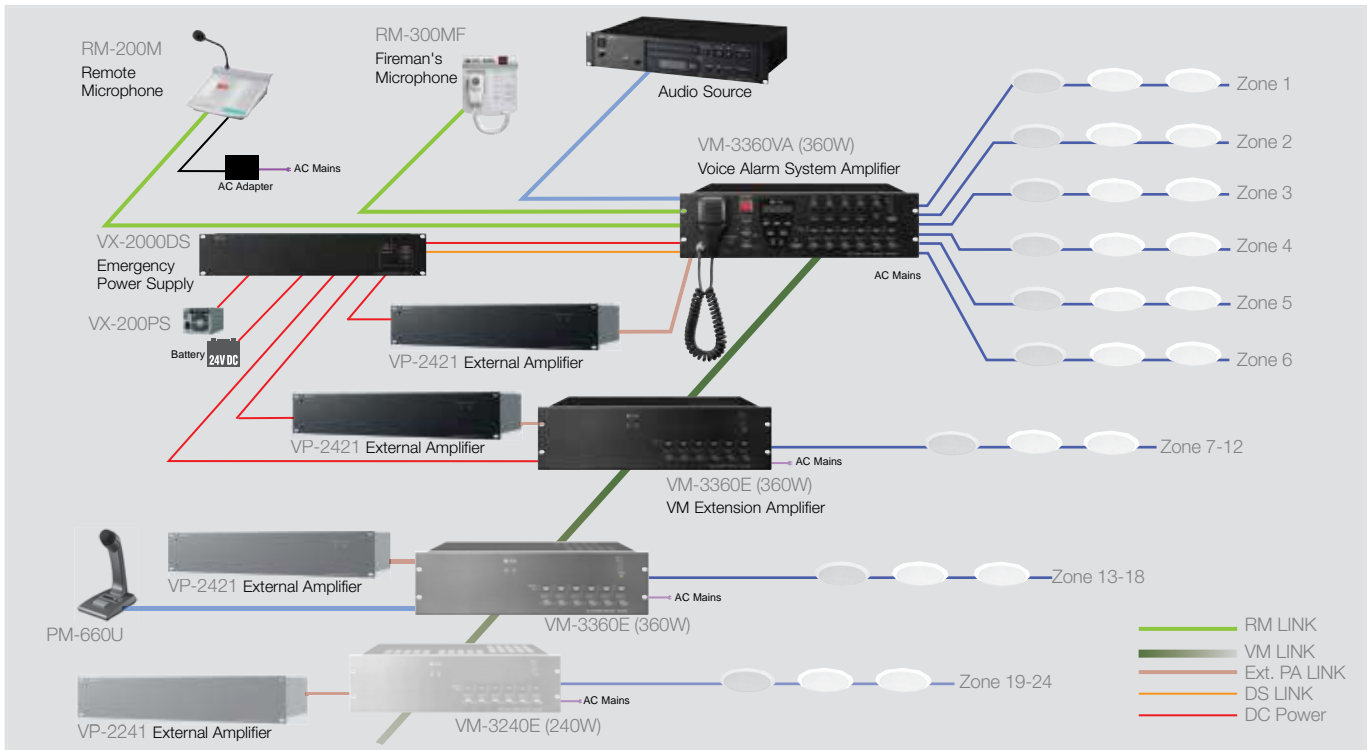 RM-200M
Remote
Microphone
AC Adapter
AC Mains
RM-300MF
Fireman's
Microphone
Audio Source
VM-3360VA (360W)
Voice Alarm System Amplifier
AC Mains
Zone 1
Zone 2
Zone 3
Zone 4
Zone 5
Zone 6
VX-2000DS
Emergency
Power Supply
VX-200PS
Battery
24V DC
VP-2421 External Amplifier
VP-2421 External Amplifier
AC Mains
VM-3360E (360W)
VM Extension Amplifier
Zone 7-12
VP-2421 External Amplifier
PM-660U
AC Mains
VM-3360E (360W)
Zone 13-18
VP-2241 External Amplifier
AC Mains
VM-3240E (240W)
Zone 19-24
RM LINK
VM LINK
Ext. PA LINK
DS LINK
DC Power